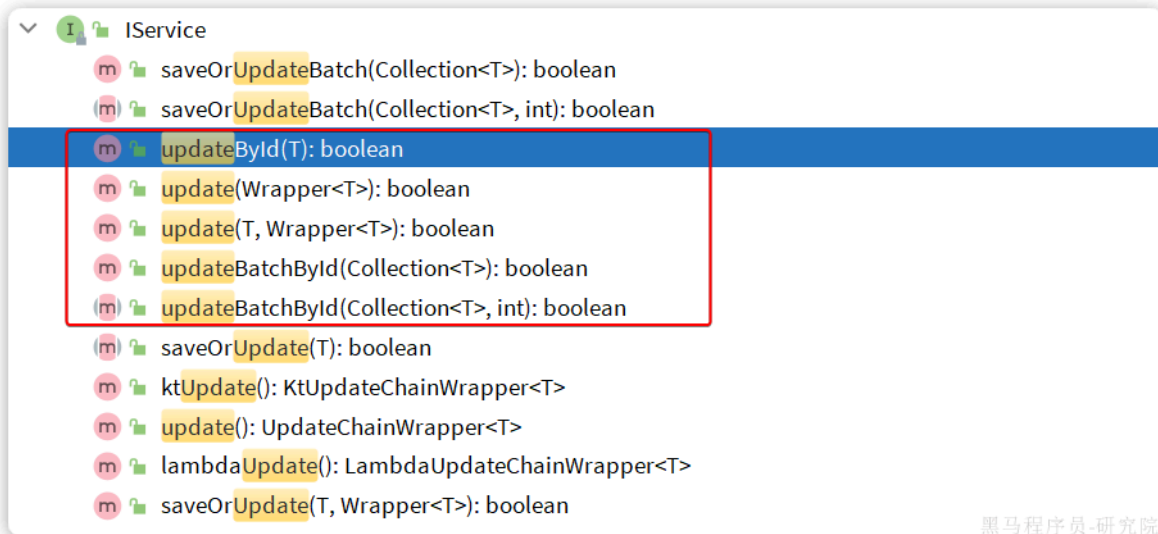 IService
saveOrUpdateBatch(Collection<T>): boolean
saveOrUpdateBatch(Collection<T>, int): boolean
updateById(T): boolean
update(Wrapper<T>): boolean
update(T, Wrapper<T>): boolean
updateBatchById(Collection<T>): boolean
updateBatchById(Collection<T>, int): boolean
saveOrUpdate(T): boolean
ktUpdate(): KtUpdateChainWrapper<T>
update(): UpdateChainWrapper<T>
lambdaUpdate(): LambdaUpdateChainWrapper<T>
saveOrUpdate(T, Wrapper<T>): boolean
黑马程序员-研究院